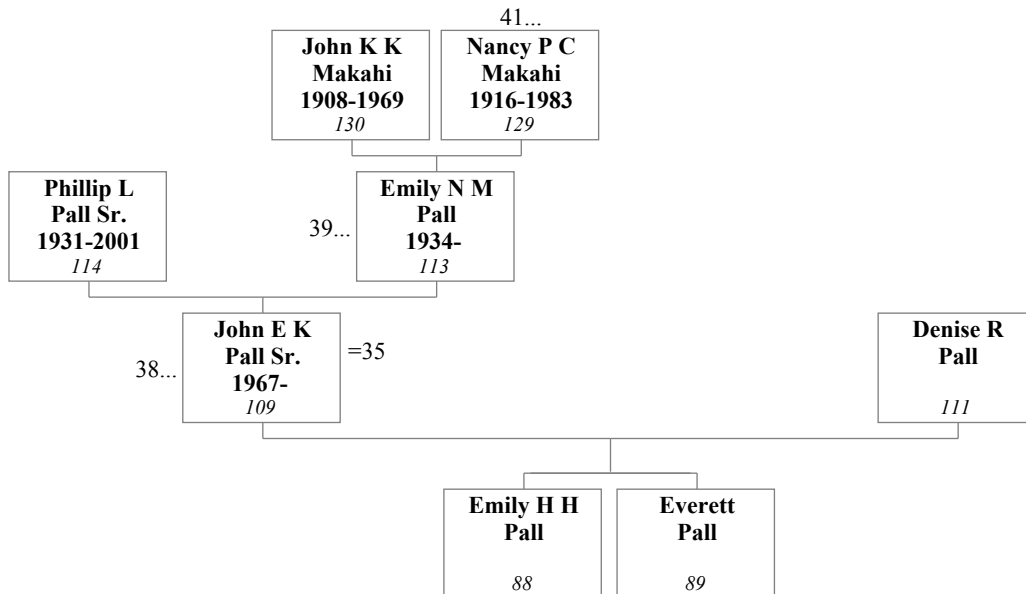 41...
John K K
Makahi
1908-1969
130
Nancy P C
Makahi
1916-1983
129
Phillip L
Pall Sr.
1931-2001
114
39...
Emily N M
Pall
1934-
113
38...
John E K
Pall Sr.
1967-
109
=35
Denise R
Pall
111
Emily H H
Pall
88
Everett
Pall
89